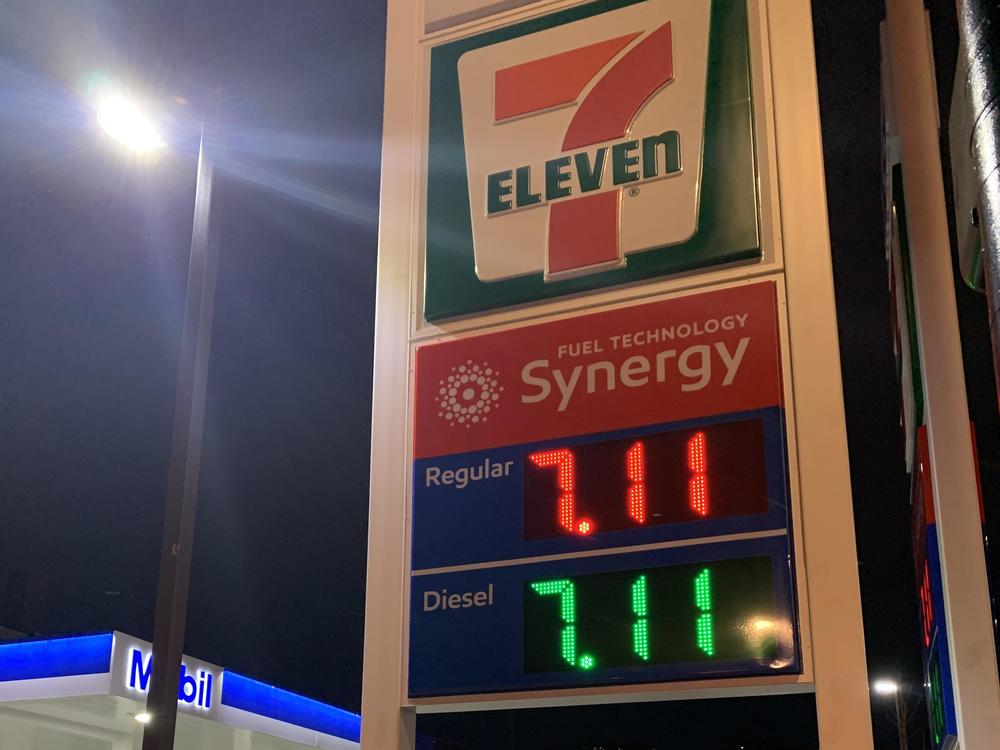 7
ELEVEN
®
FUEL TECHNOLOGY
Synergy
Regular 7.11
Diesel 7.11
Mobil